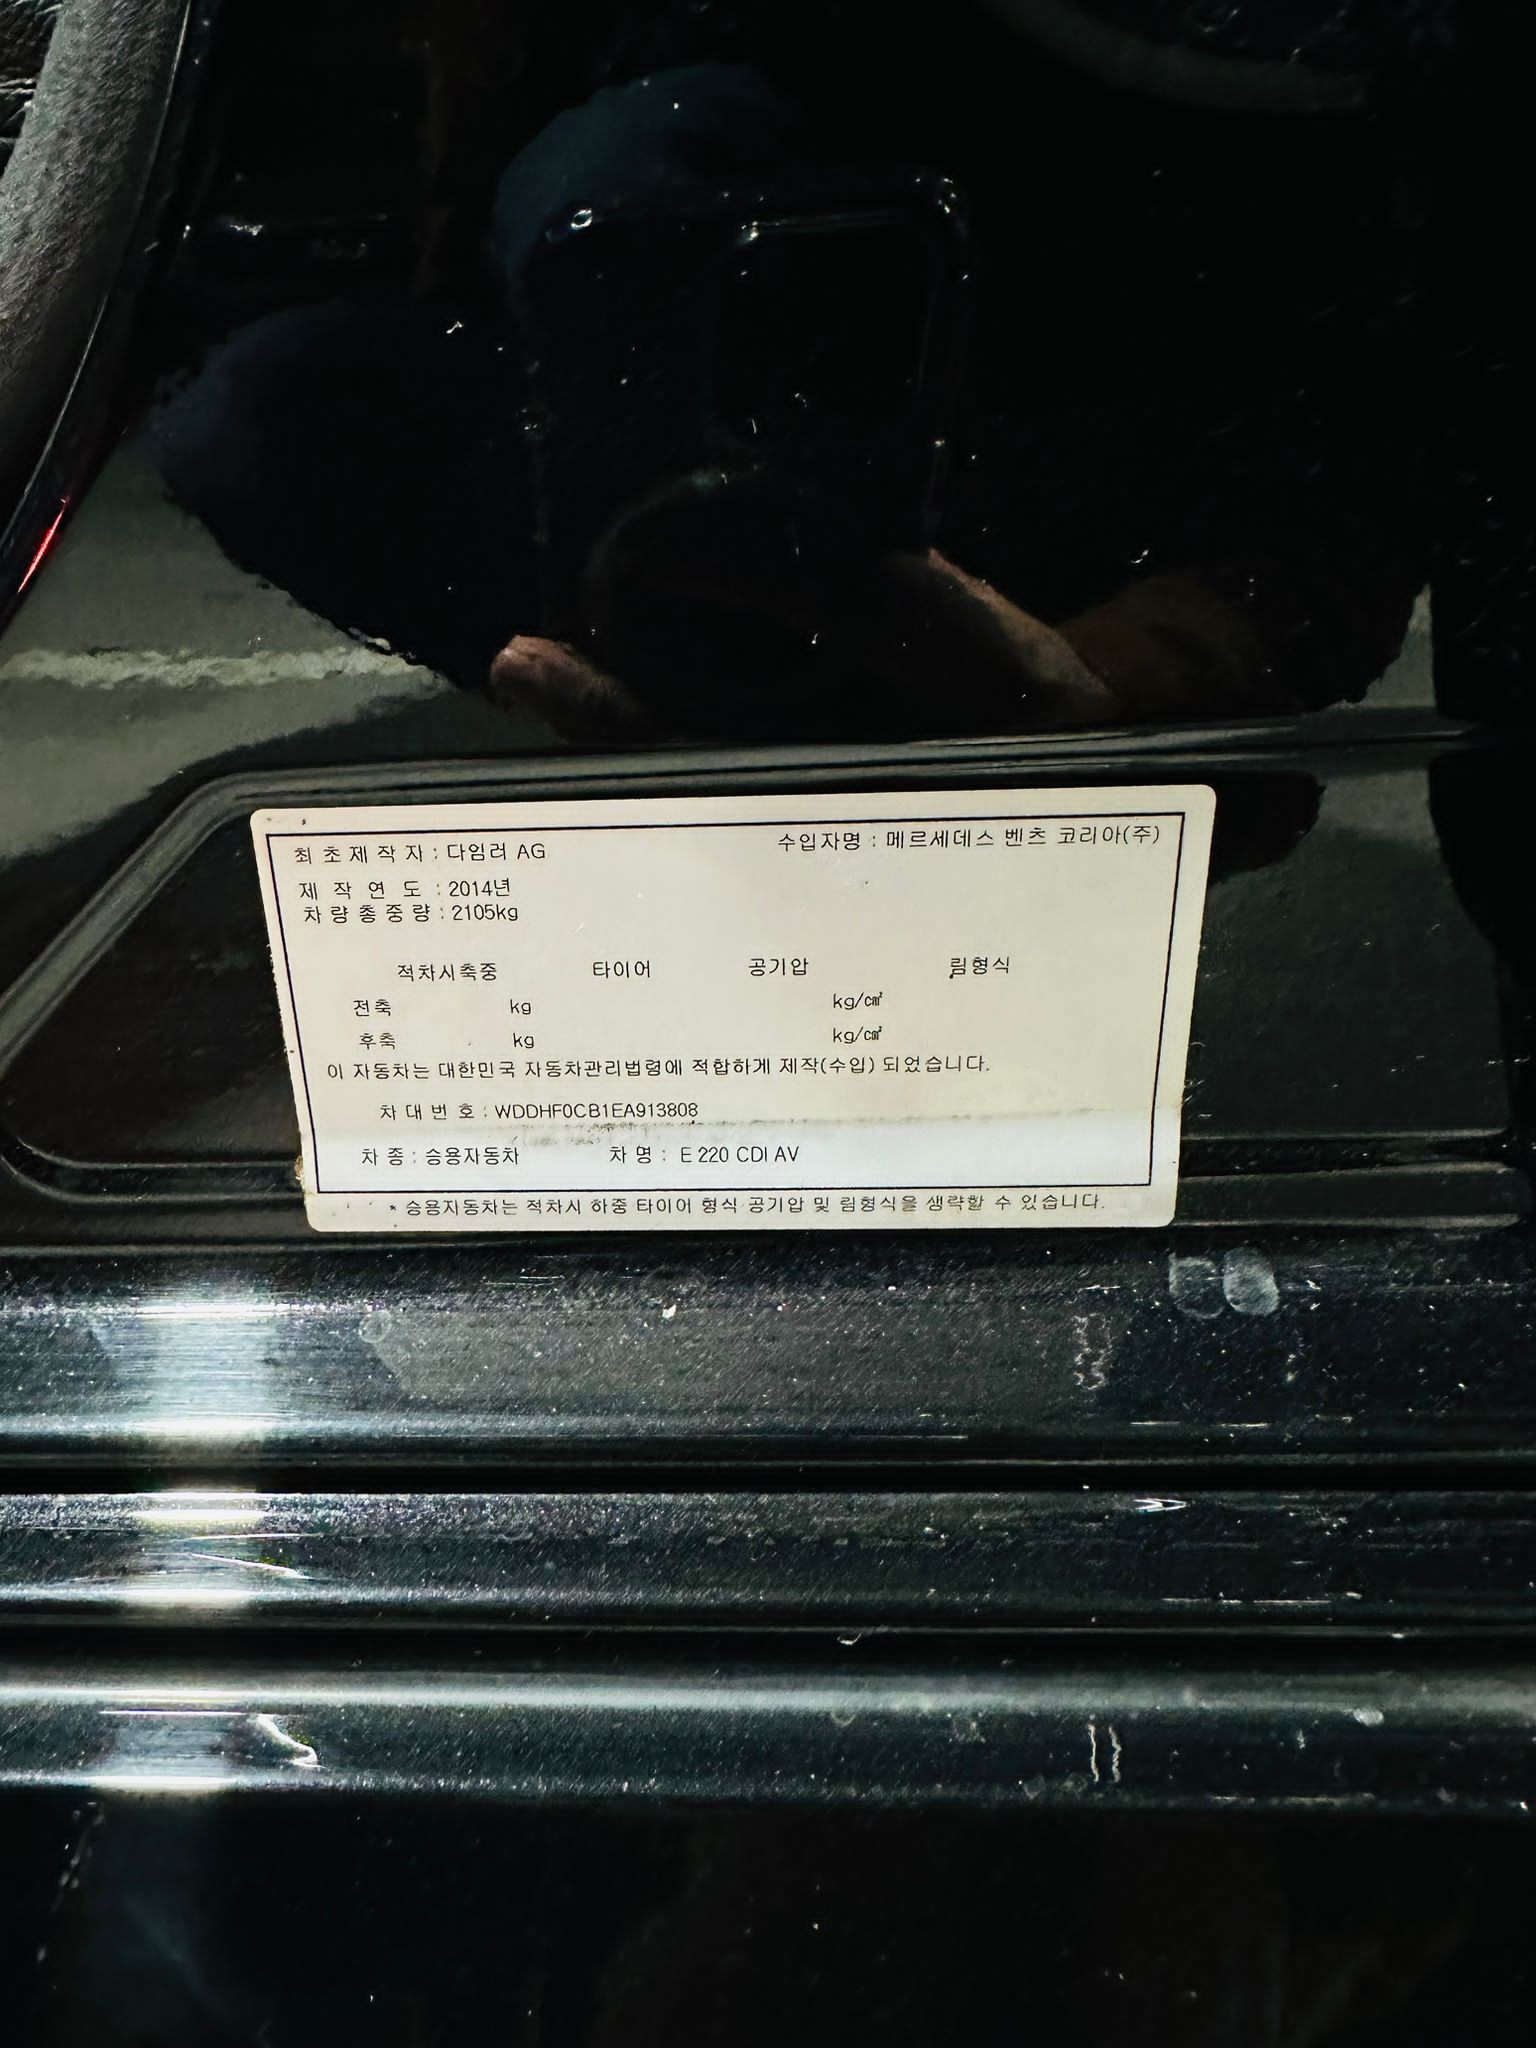 최초제작자 : 다임러 AG 수입자명 : 메르세데스 벤츠 코리아(주)
제 작 연 도 : 2014년
차량총중량 : 2105kg
적차시축중 타이어 공기압 림형식
전축 kg kg/㎠
후축 kg kg/㎠
이 자동차는 대한민국 자동차관리법령에 적합하게 제작(수입) 되었습니다.
차 대 번 호 : WDDHF0CB1EA913808
차 종 : 승용자동차 차 명 : E 220 CDI AV
* 승용자동차는 적차시 하중 타이어 형식 공기압 및 림형식을 생략할 수 있습니다.